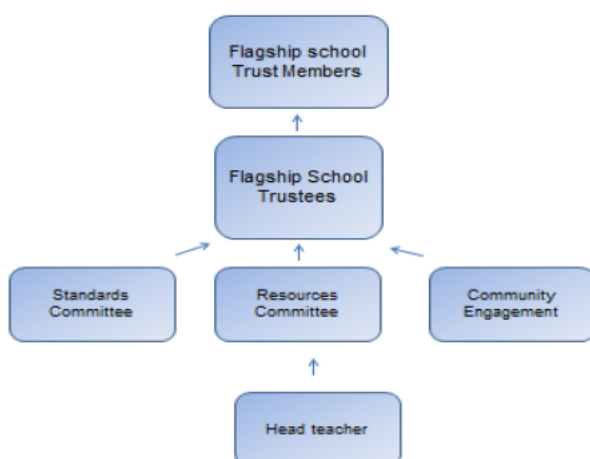 Flagship school
Trust Members
Flagship School
Trustees
Standards
Committee
Resources
Committee
Community
Engagement
Head teacher